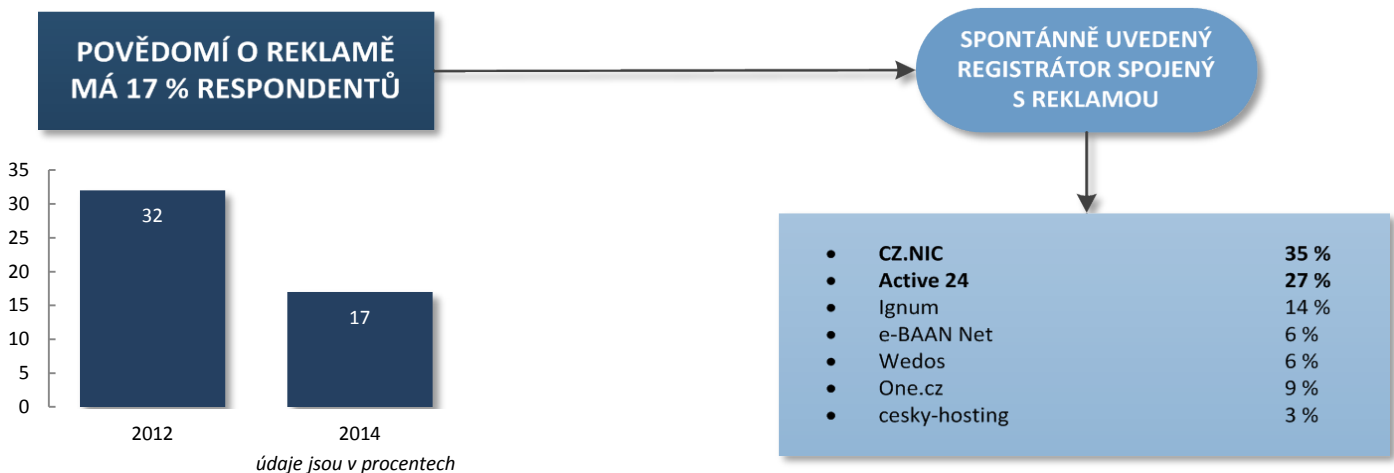 POVĚDOMÍ O REKLAMĚ
MÁ 17 % RESPONDENTŮ
SPONTÁNNĚ UVEDENÝ
REGISTRÁTOR SPOJENÝ
S REKLAMOU
35
30
25
20
15
10
5
0
32
17
2012
2014
údaje jsou v procentech
• CZ.NIC 35 %
• Active 24 27 %
• Ignum 14 %
• e-BAAN Net 6 %
• Wedos 6 %
• One.cz 9 %
• cesky-hosting 3 %